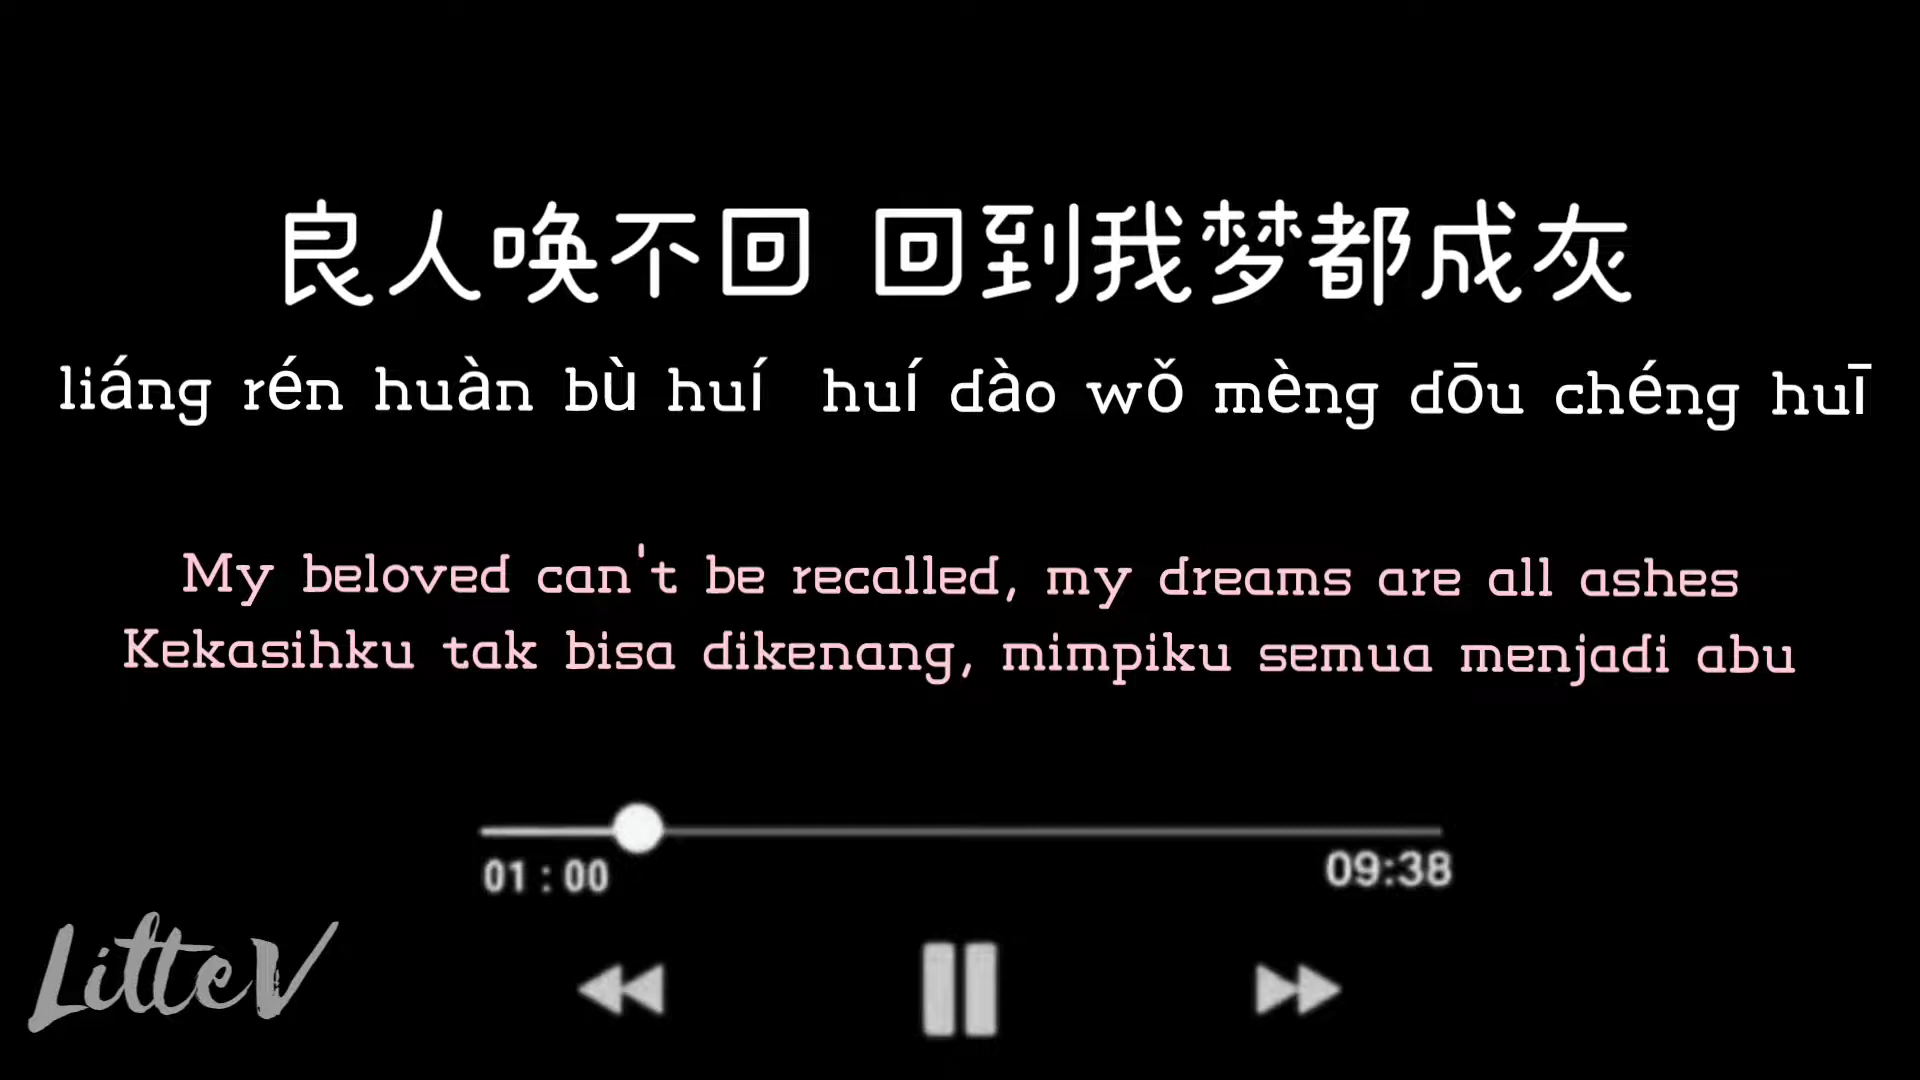 良人唤不回 回到我梦都成灰
liáng rén huàn bù huí  huí dào wǒ mèng dōu chéng huī
My beloved can't be recalled, my dreams are all ashes
Kekasihku tak bisa dikenang, mimpiku semua menjadi abu
01 : 00
09:38
LitteV